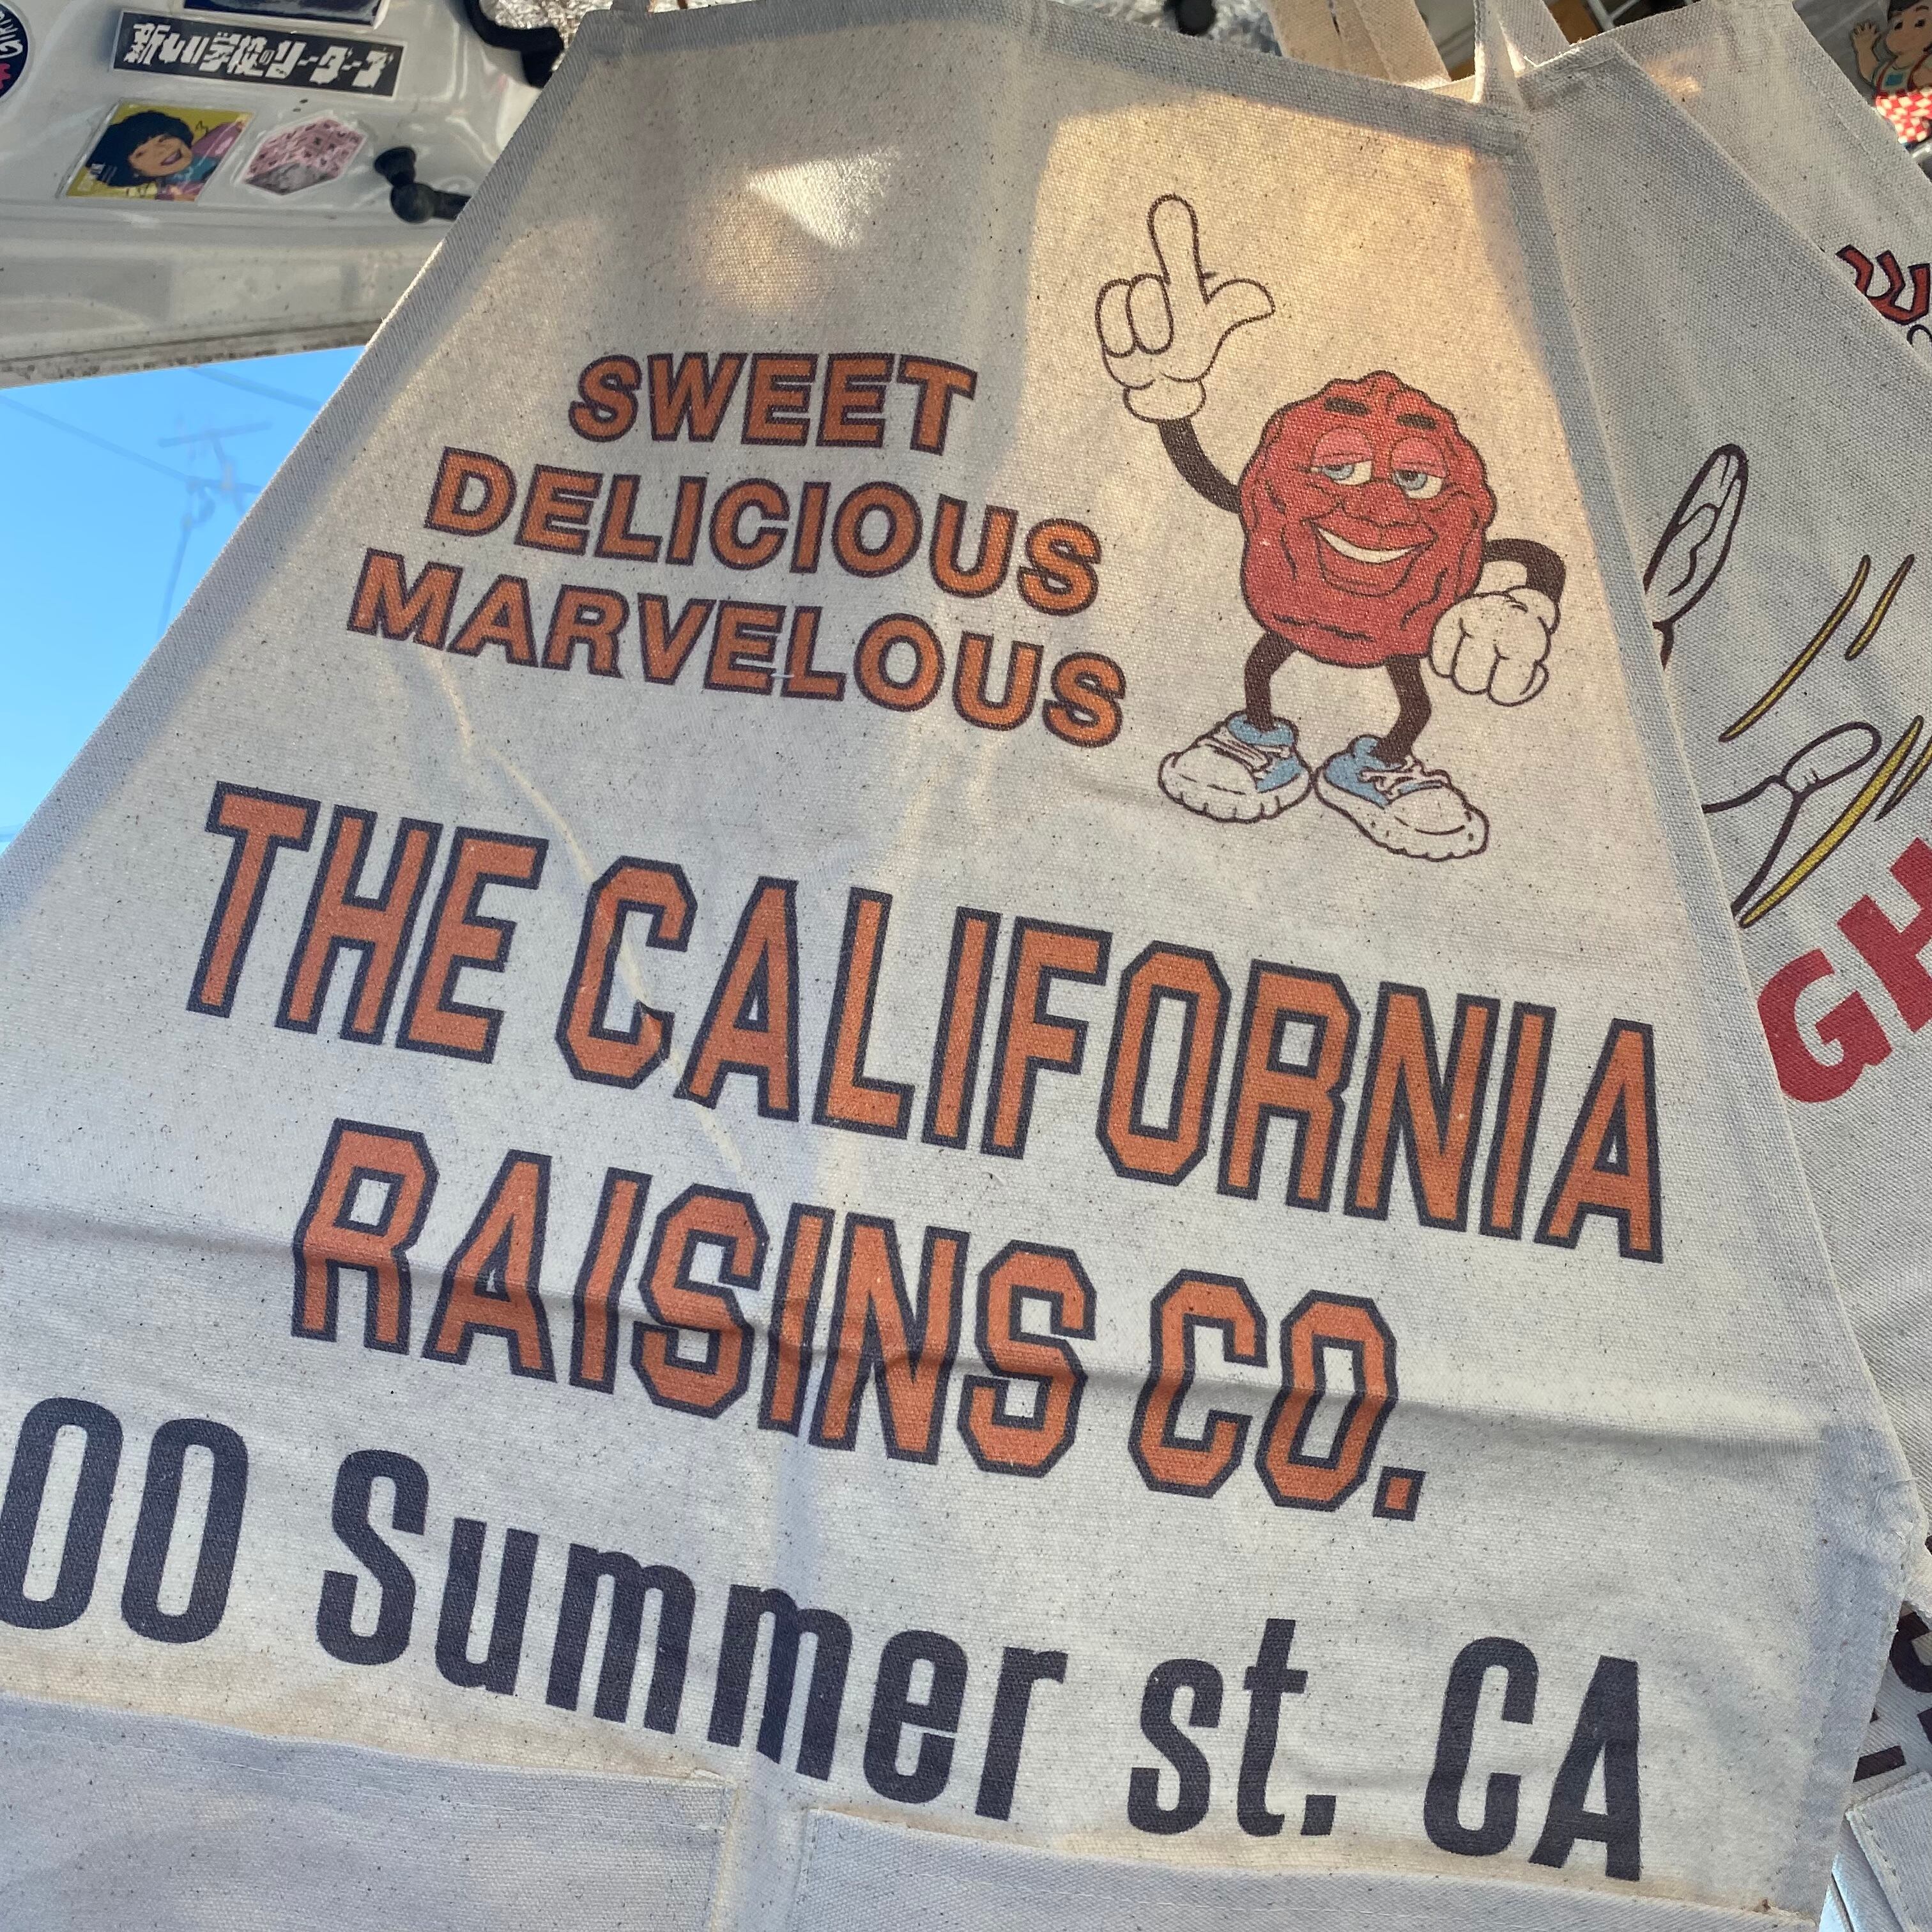 新しい学校のリーダーズ
SWEET
DELICIOUS
MARVELOUS
THE CALIFORNIA
RAISINS CO.
00 Summer st. CA
GH